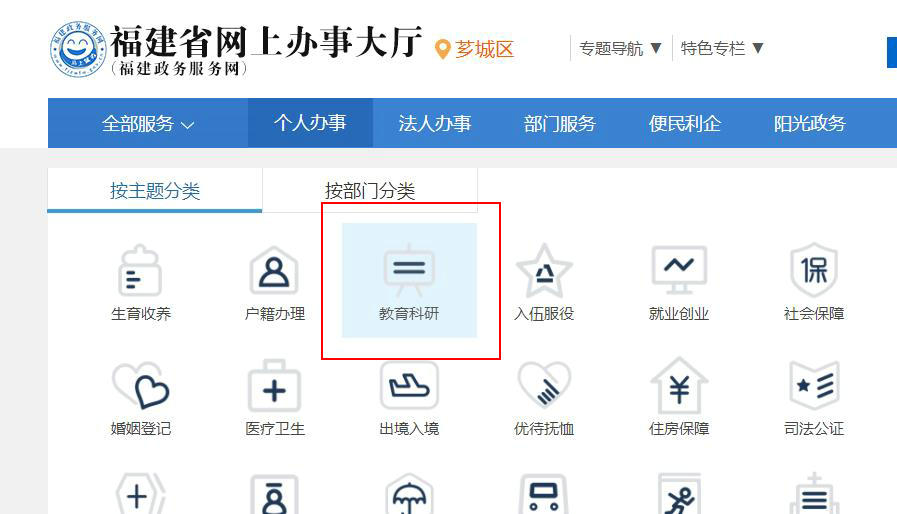 福建省网上办事大厅
(福建政务服务网)
芗城区
专题导航 ▼ 特色专栏 ▼
全部服务 个人办事 法人办事 部门服务 便民利企 阳光政务
按主题分类 按部门分类
生育收养 户籍办理 教育科研 入伍服役 就业创业 社会保障
保
婚姻登记 医疗卫生 出境入境 优待抚恤 住房保障 司法公证